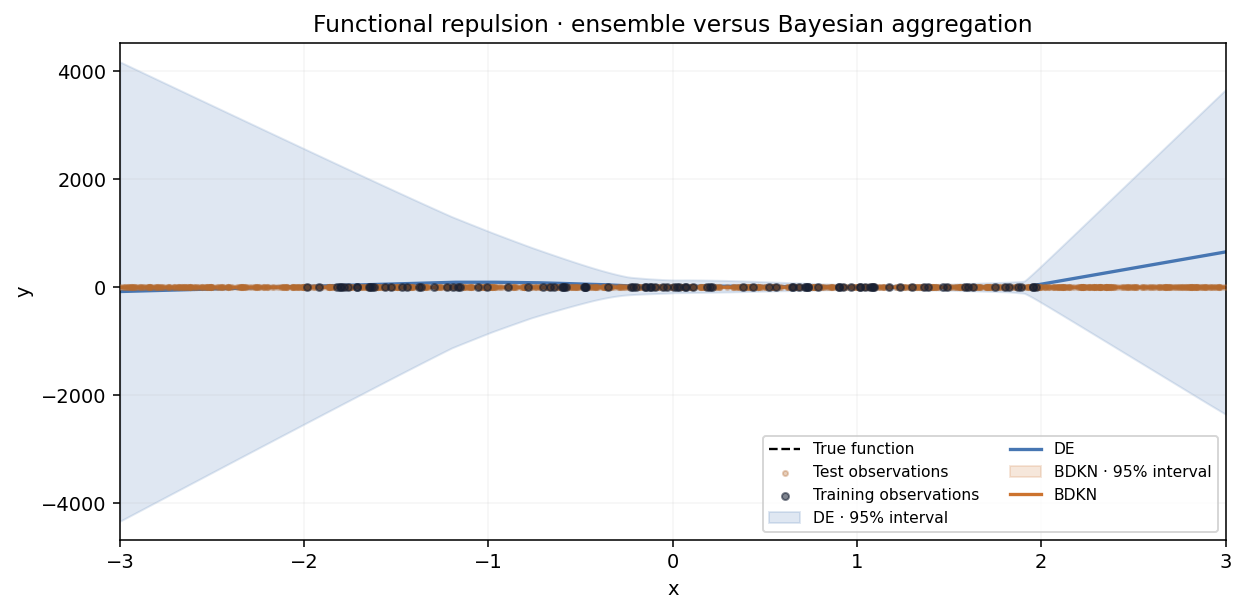 Functional repulsion · ensemble versus Bayesian aggregation
4000
2000
0
−2000
−4000
y
−3
−2
−1
0
1
2
3
x
True function
Test observations
Training observations
DE · 95% interval
DE
BDKN · 95% interval
BDKN